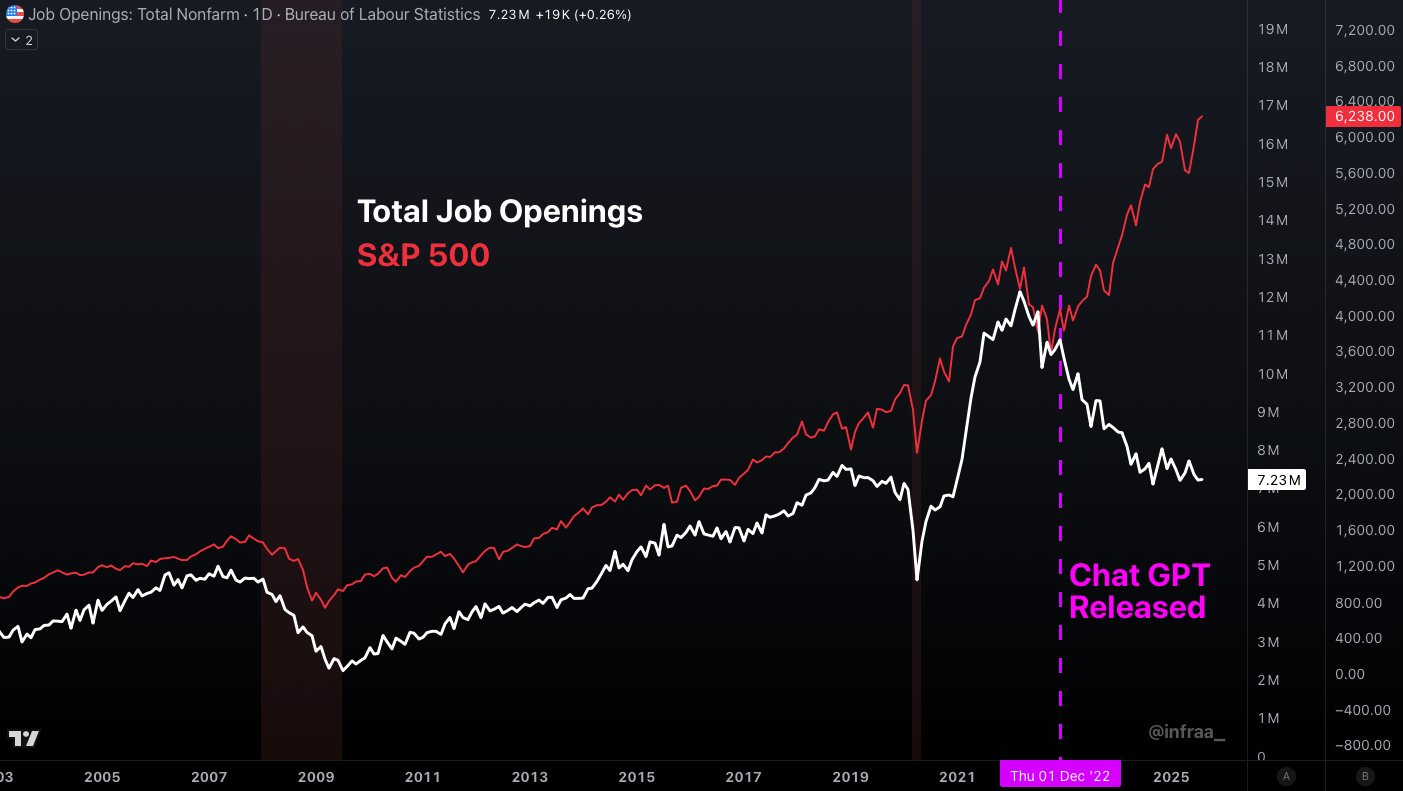 Job Openings: Total Nonfarm · 1D · Bureau of Labour Statistics 7.23M +19K (+0.26%)
2
Total Job Openings
S&P 500
Chat GPT
Released
@infraa_
19M
18M
17M
16M
15M
14M
13M
12M
11M
10M
9M
8M
7.23M
6M
5M
4M
3M
2M
1M
0
7,200.00
6,800.00
6,400.00
6,238.00
6,000.00
5,600.00
5,200.00
4,800.00
4,400.00
4,000.00
3,600.00
3,200.00
2,800.00
2,400.00
2,000.00
1,600.00
1,200.00
800.00
400.00
0.00
−400.00
−800.00
03 2005 2007 2009 2011 2013 2015 2017 2019 2021 Thu 01 Dec '22 2025 A B